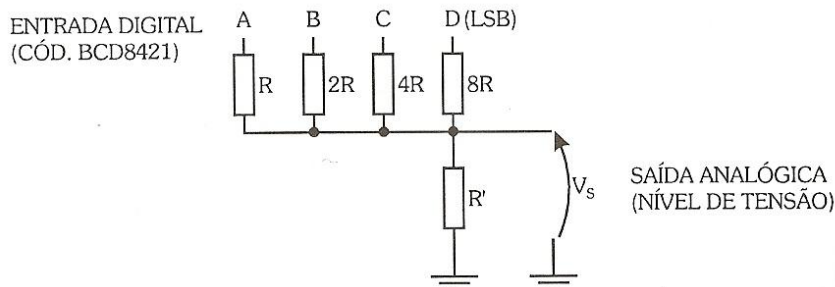 ENTRADA DIGITAL
(CÓD. BCD8421)
A B C D (LSB)
R 2R 4R 8R
R'
V_S
SAÍDA ANALÓGICA
(NÍVEL DE TENSÃO)